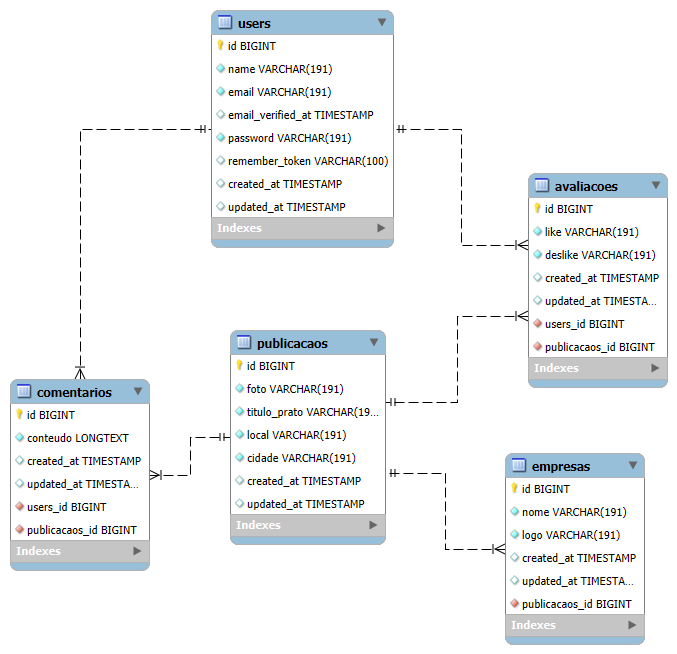 users
id BIGINT
name VARCHAR(191)
email VARCHAR(191)
email_verified_at TIMESTAMP
password VARCHAR(191)
remember_token VARCHAR(100)
created_at TIMESTAMP
updated_at TIMESTAMP
Indexes
avaliacoes
id BIGINT
like VARCHAR(191)
deslike VARCHAR(191)
created_at TIMESTAMP
updated_at TIMESTA...
users_id BIGINT
publicacaos_id BIGINT
Indexes
publicacaos
id BIGINT
foto VARCHAR(191)
titulo_prato VARCHAR(19...
local VARCHAR(191)
cidade VARCHAR(191)
created_at TIMESTAMP
updated_at TIMESTAMP
Indexes
comentarios
id BIGINT
conteudo LONGTEXT
created_at TIMESTAMP
updated_at TIMESTA...
users_id BIGINT
publicacaos_id BIGINT
Indexes
empresas
id BIGINT
nome VARCHAR(191)
logo VARCHAR(191)
created_at TIMESTAMP
updated_at TIMESTA...
publicacaos_id BIGINT
Indexes